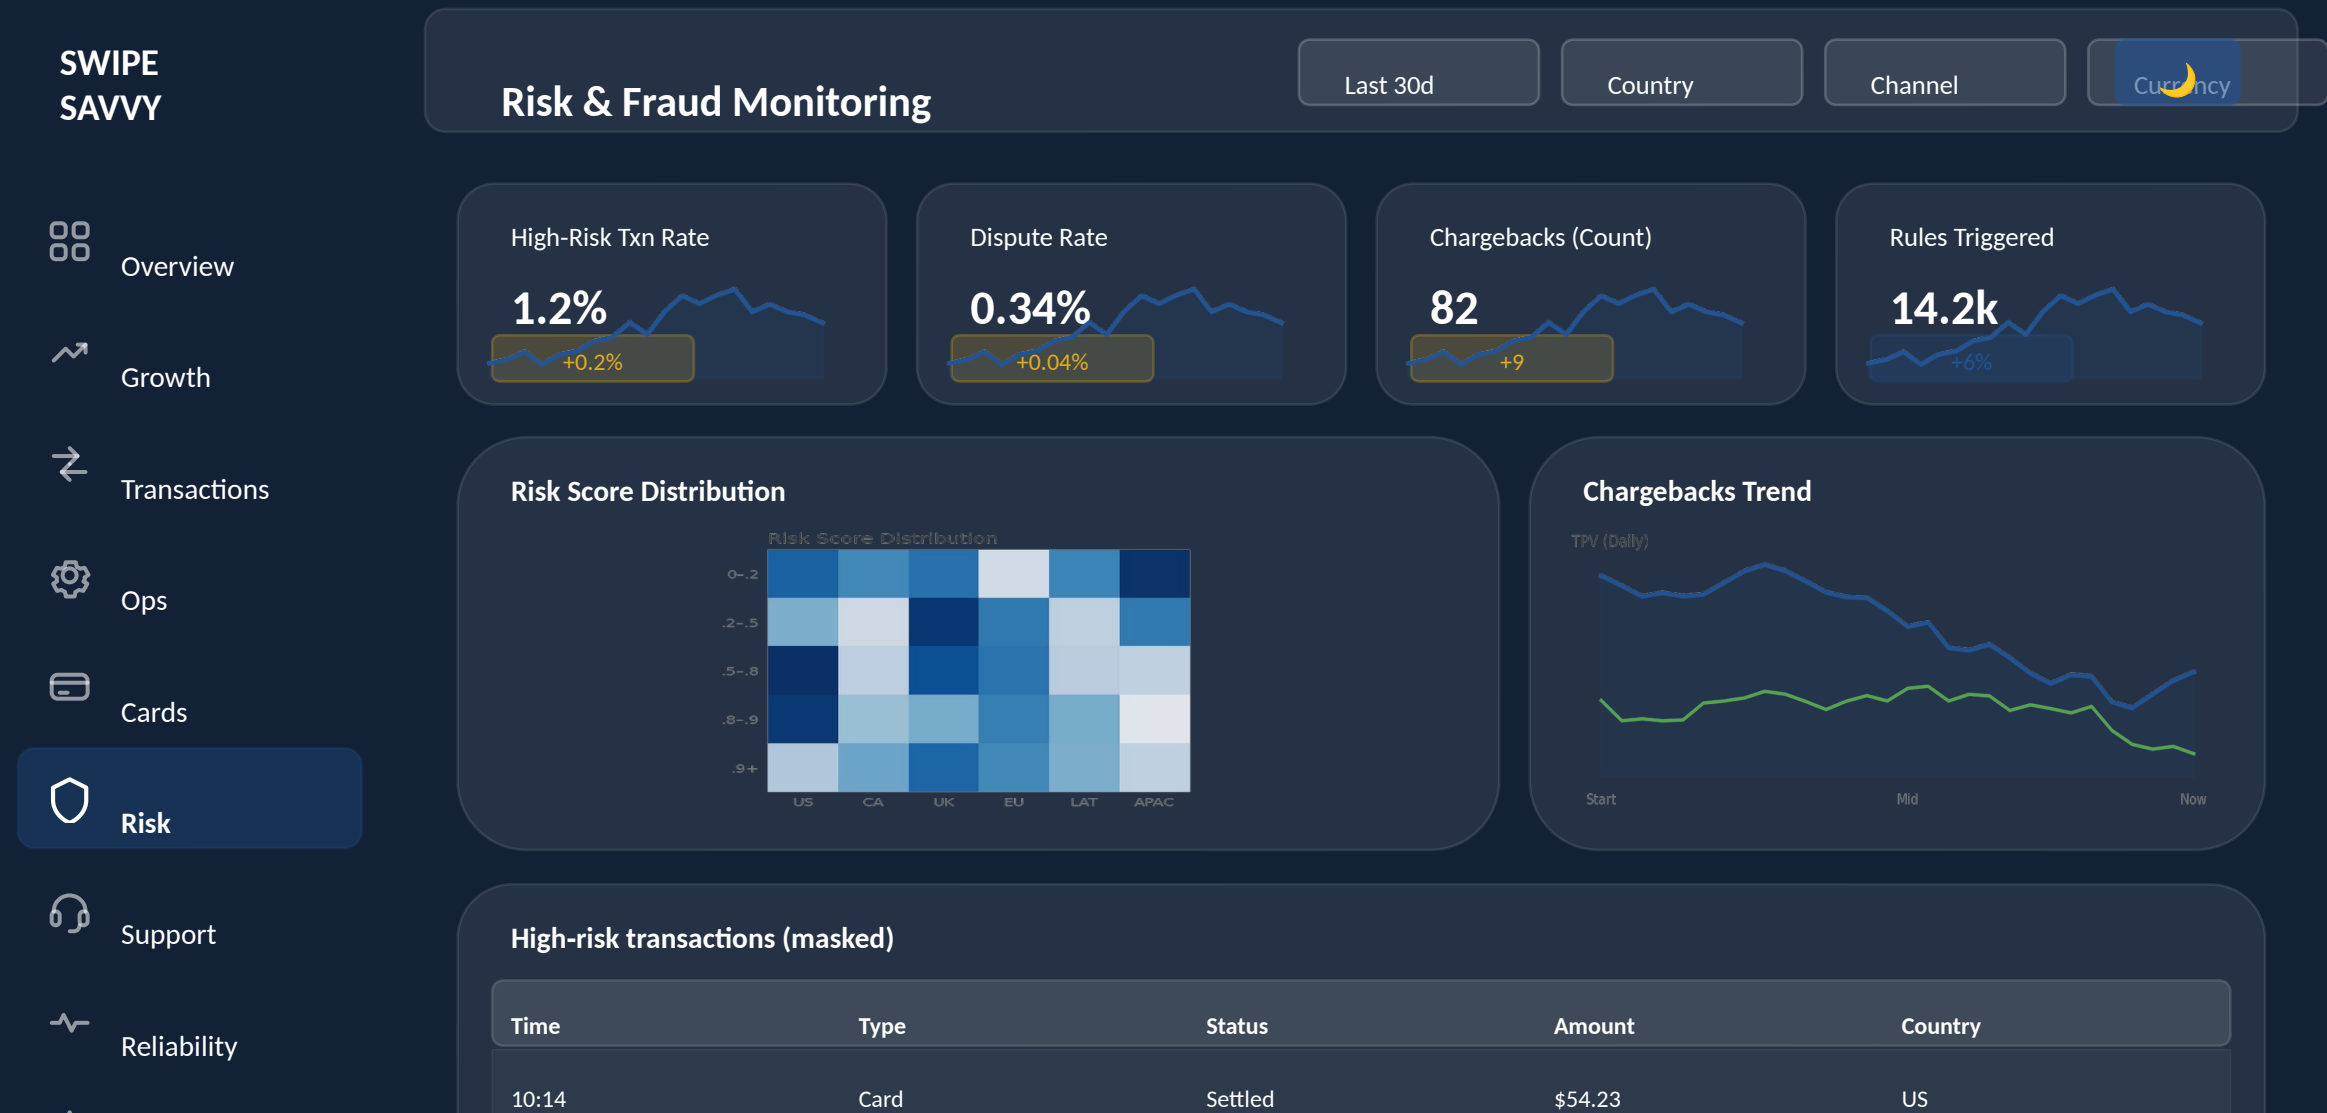 SWIPE
SAVVY
Overview
Growth
Transactions
Ops
Cards
Risk
Support
Reliability
Risk & Fraud Monitoring
Last 30d
Country
Channel
Currency
High-Risk Txn Rate
1.2%
+0.2%
Dispute Rate
0.34%
+0.04%
Chargebacks (Count)
82
+9
Rules Triggered
14.2k
+6%
Risk Score Distribution
Risk Score Distribution
0–.2
.2–.5
.5–.8
.8–.9
.9+
US CA UK EU LAT APAC
Chargebacks Trend
TPV (Daily)
Start Mid Now
High-risk transactions (masked)
Time Type Status Amount Country
10:14 Card Settled $54.23 US